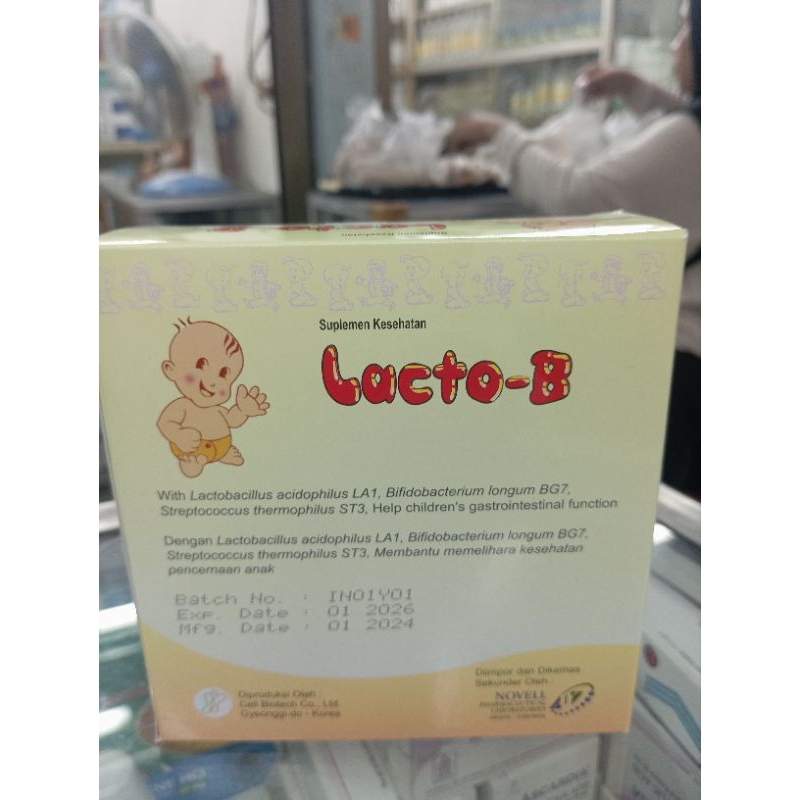 Suplemen Kesehatan
Lacto-B
With Lactobacillus acidophilus LA1, Bifidobacterium longum BG7,
Streptococcus thermophilus ST3, Help children's gastrointestinal function
Dengan Lactobacillus acidophilus LA1, Bifidobacterium longum BG7,
Streptococcus thermophilus ST3, Membantu memelihara kesehatan
pencernaan anak
Batch No. : IN01Y01
Exp. Date : 01 2026
Mfg. Date : 01 2024
Diproduksi Oleh :
Cell Biotech Co., Ltd
Gyeonggi-do - Korea
Diimpor dan Dikemas
Sekunder Oleh :
NOVELL
PHARMACEUTICAL
LABORATORIES